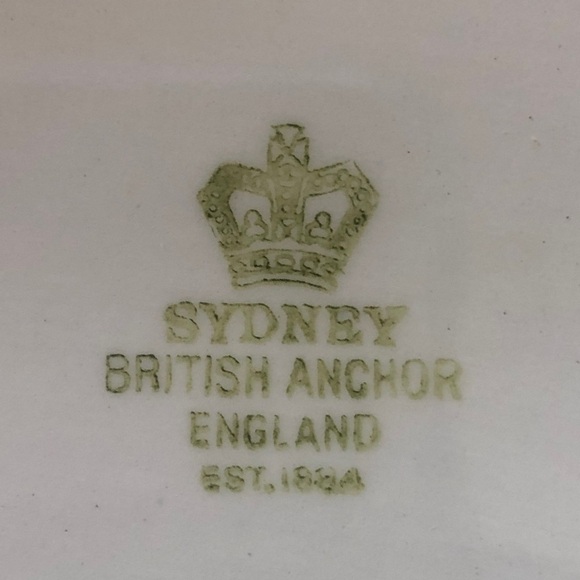 SYDNEY
BRITISH ANCHOR
ENGLAND
EST. 1884